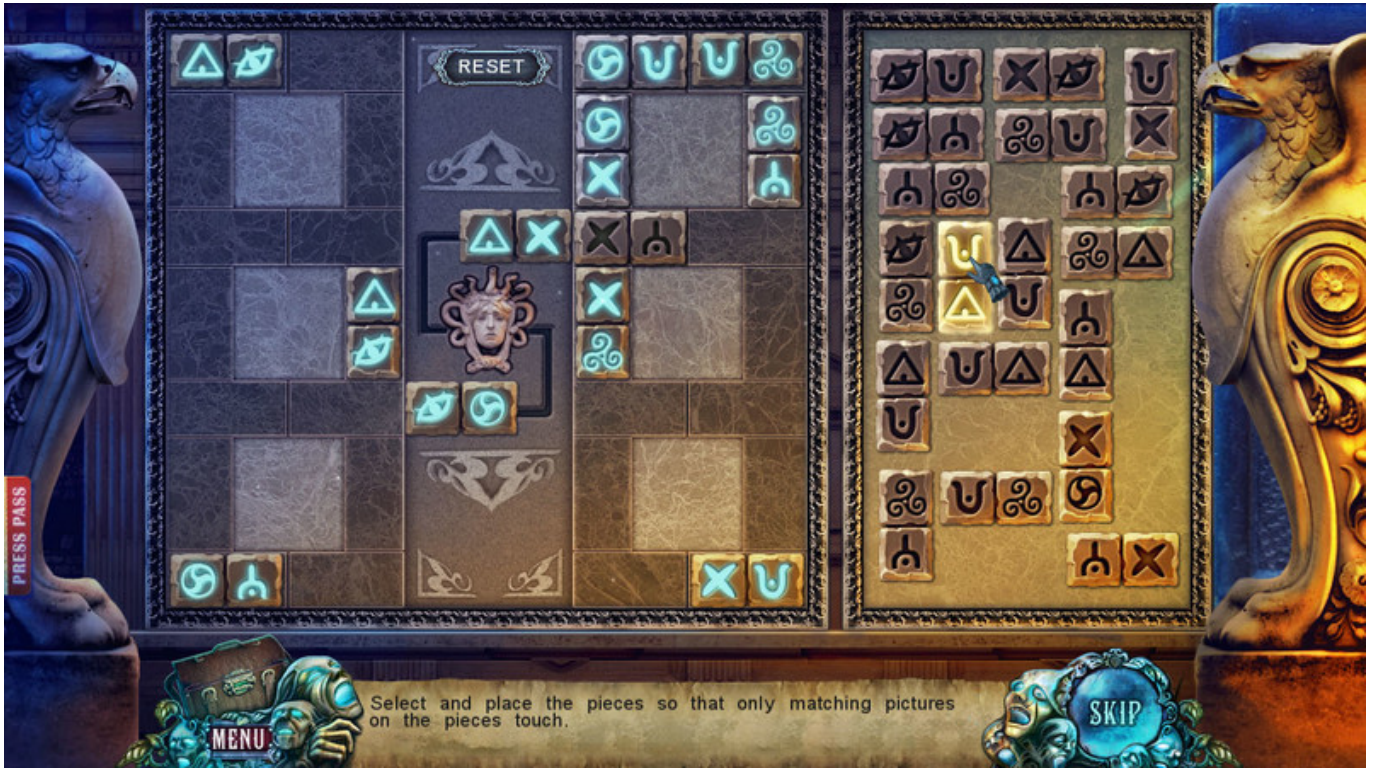 RESET
PRESS PASS
Select and place the pieces so that only matching pictures
on the pieces touch.
MENU
SKIP